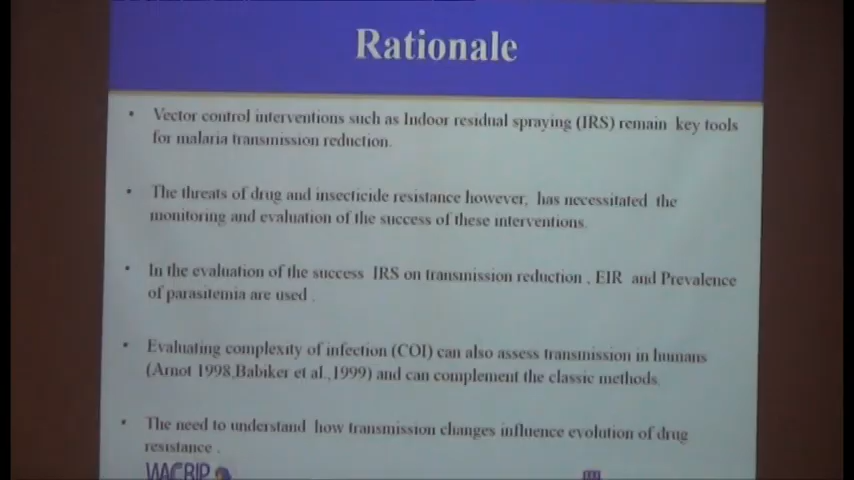 Rationale
• Vector control interventions such as Indoor residual spraying (IRS) remain key tools
for malaria transmission reduction.
• The threats of drug and insecticide resistance however, has necessitated the
monitoring and evaluation of the success of these interventions.
• In the evaluation of the success IRS on transmission reduction , EIR and Prevalence
of parasitemia are used .
• Evaluating complexity of infection (COI) can also assess transmission in humans
(Arnot 1998,Babiker et al.,1999) and can complement the classic methods.
• The need to understand how transmission changes influence evolution of drug
resistance .
WACBIP